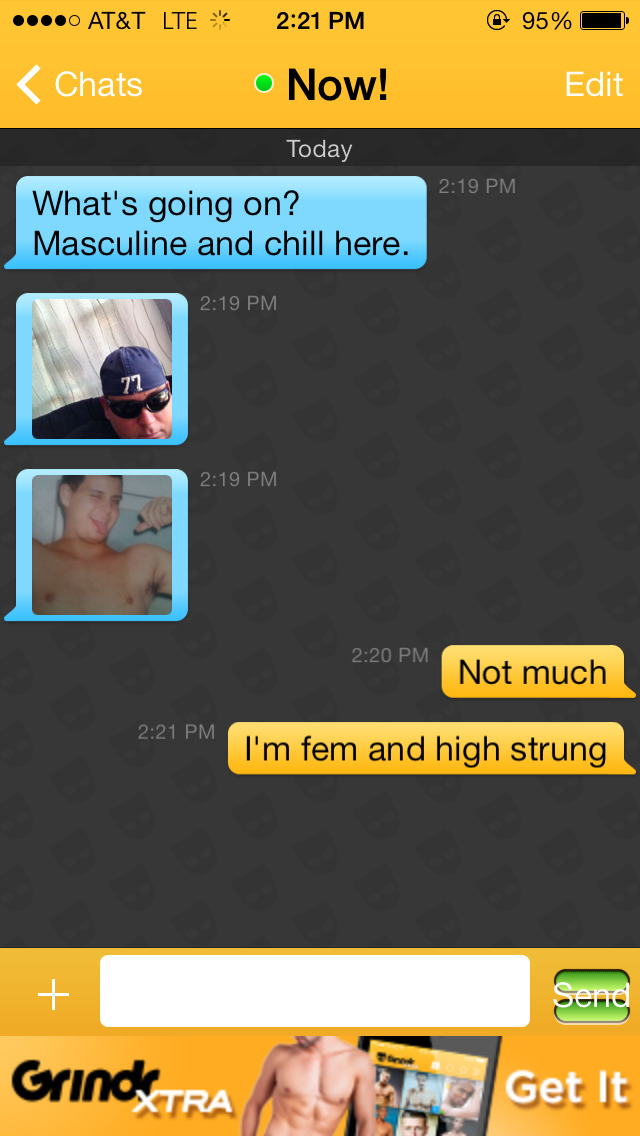 AT&T LTE 2:21 PM 95%
Chats Now! Edit
Today
What's going on? 2:19 PM
Masculine and chill here.
2:19 PM
77
2:19 PM
2:20 PM Not much
2:21 PM I'm fem and high strung
Send
Grindr XTRA Get It